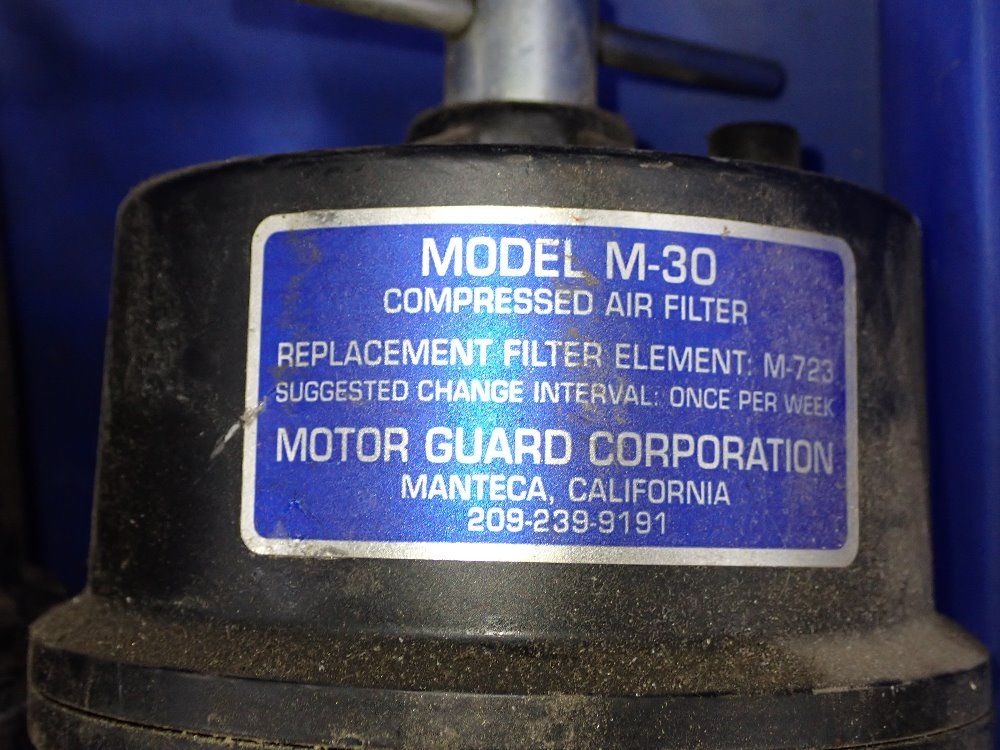 MODEL M-30
COMPRESSED AIR FILTER
REPLACEMENT FILTER ELEMENT: M-723
SUGGESTED CHANGE INTERVAL: ONCE PER WEEK
MOTOR GUARD CORPORATION
MANTECA, CALIFORNIA
209-239-9191